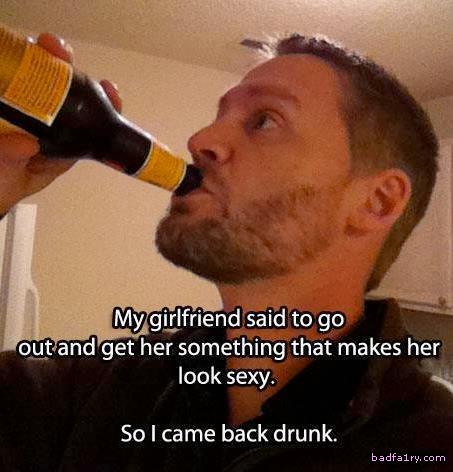 My girlfriend said to go
out and get her something that makes her
look sexy.
So I came back drunk.
badfa1ry.com